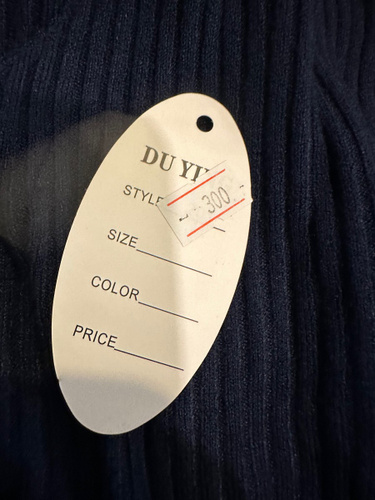 DU YI
STYLE
300
SIZE
COLOR
PRICE